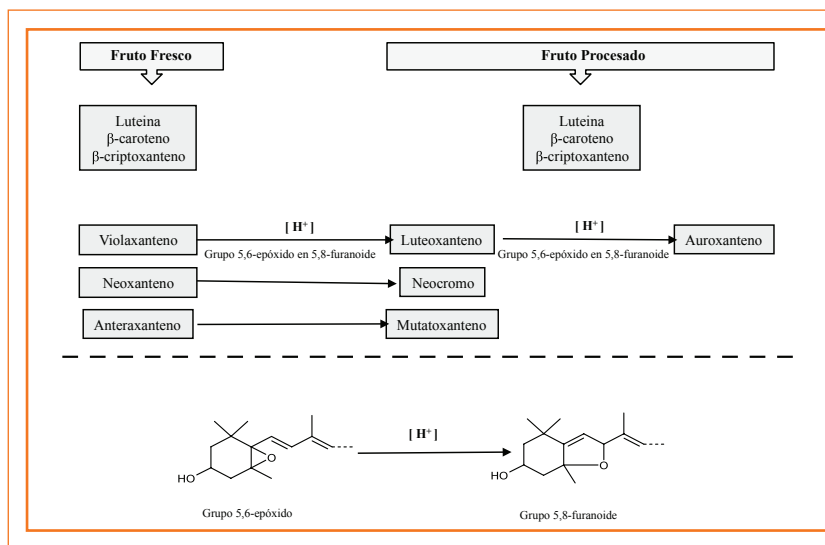 Fruto Fresco
Fruto Procesado
Luteina
β-caroteno
β-criptoxanteno
Luteina
β-caroteno
β-criptoxanteno
Violaxanteno
[ H⁺ ]
Grupo 5,6-epóxido en 5,8-furanoide
Luteoxanteno
[ H⁺ ]
Grupo 5,6-epóxido en 5,8-furanoide
Auroxanteno
Neoxanteno
Neocromo
Anteraxanteno
Mutatoxanteno
HO
O
[ H⁺ ]
HO
O
Grupo 5,6-epóxido
Grupo 5,8-furanoide